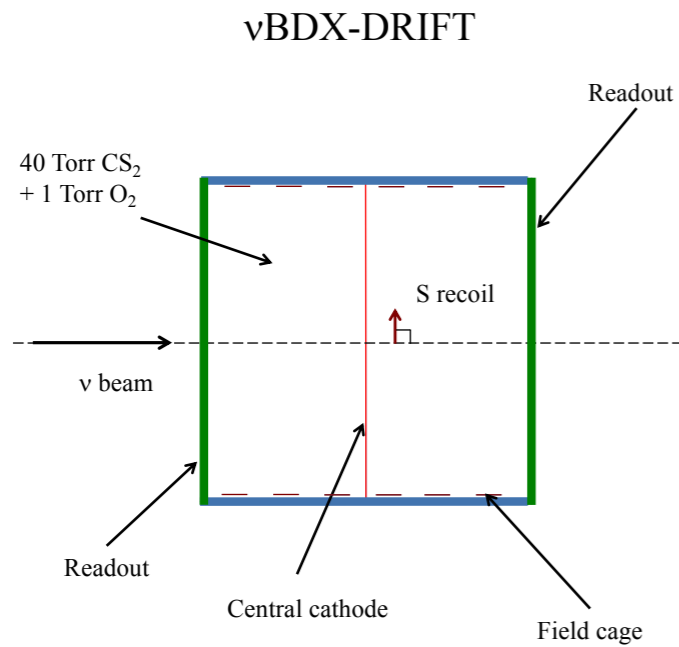 νBDX-DRIFT
Readout
40 Torr CS₂
+ 1 Torr O₂
S recoil
ν beam
Readout
Central cathode
Field cage